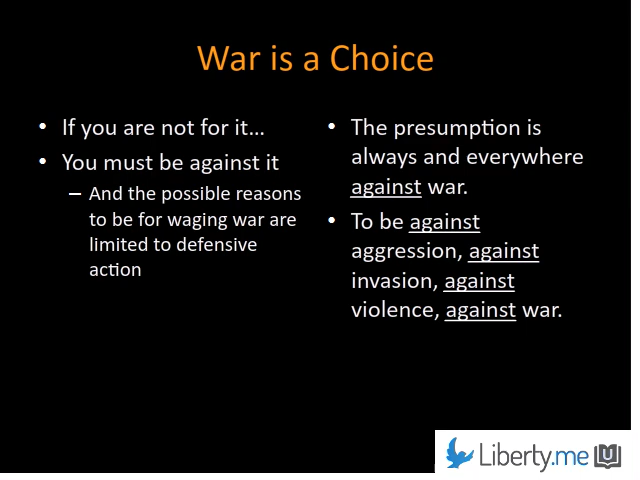 War is a Choice
• If you are not for it…
• You must be against it
– And the possible reasons
to be for waging war are
limited to defensive
action
• The presumption is
always and everywhere
against war.
• To be against
aggression, against
invasion, against
violence, against war.
Liberty.me U